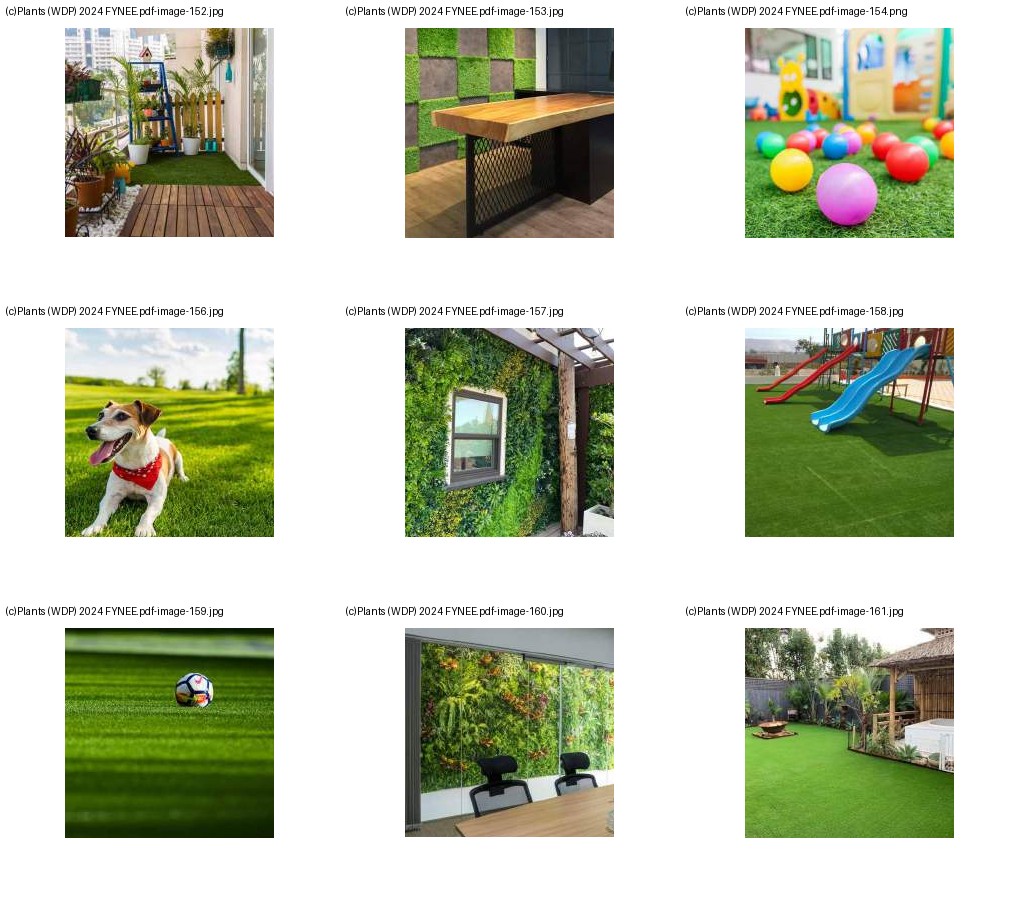 (c)Plants (WDP) 2024 FYNEE.pdf-image-152.jpg
(c)Plants (WDP) 2024 FYNEE.pdf-image-153.jpg
(c)Plants (WDP) 2024 FYNEE.pdf-image-154.png
(c)Plants (WDP) 2024 FYNEE.pdf-image-156.jpg
(c)Plants (WDP) 2024 FYNEE.pdf-image-157.jpg
(c)Plants (WDP) 2024 FYNEE.pdf-image-158.jpg
(c)Plants (WDP) 2024 FYNEE.pdf-image-159.jpg
(c)Plants (WDP) 2024 FYNEE.pdf-image-160.jpg
(c)Plants (WDP) 2024 FYNEE.pdf-image-161.jpg